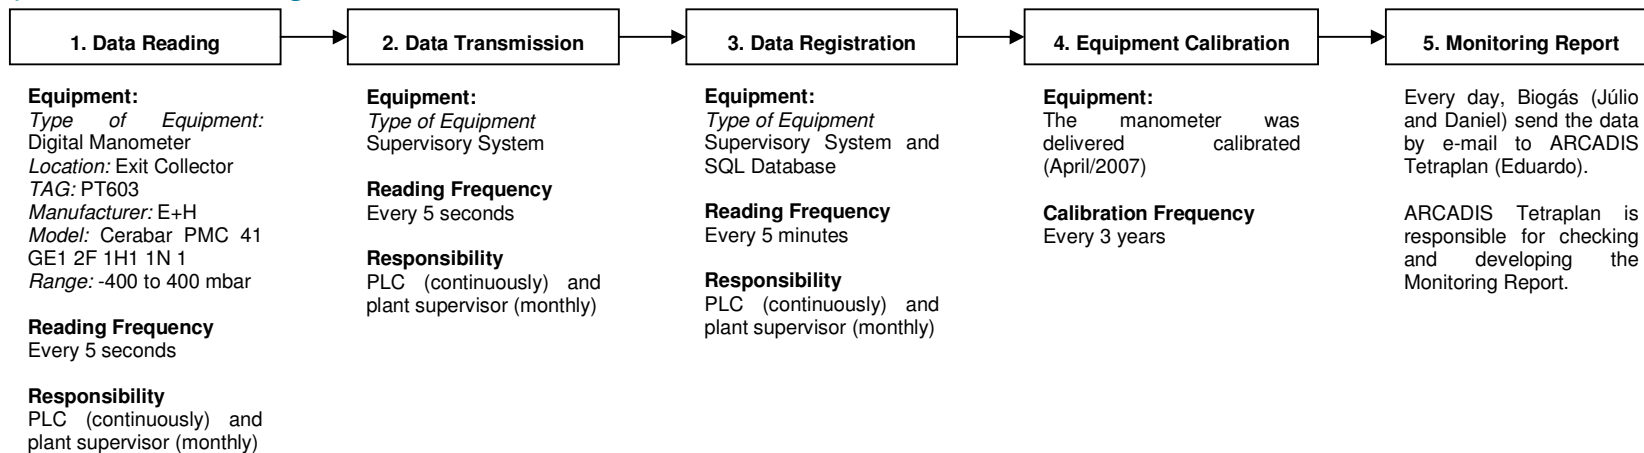 1. Data Reading
2. Data Transmission
3. Data Registration
4. Equipment Calibration
5. Monitoring Report
Equipment:
Type of Equipment:
Digital Manometer
Location: Exit Collector
TAG: PT603
Manufacturer: E+H
Model: Cerabar PMC 41
GE1 2F 1H1 1N 1
Range: -400 to 400 mbar
Reading Frequency
Every 5 seconds
Responsibility
PLC (continuously) and
plant supervisor (monthly)
Equipment:
Type of Equipment
Supervisory System
Reading Frequency
Every 5 seconds
Responsibility
PLC (continuously) and
plant supervisor (monthly)
Equipment:
Type of Equipment
Supervisory System and
SQL Database
Reading Frequency
Every 5 minutes
Responsibility
PLC (continuously) and
plant supervisor (monthly)
Equipment:
The manometer was
delivered calibrated
(April/2007)
Calibration Frequency
Every 3 years
Every day, Biogás (Júlio
and Daniel) send the data
by e-mail to ARCADIS
Tetraplan (Eduardo).
ARCADIS Tetraplan is
responsible for checking
and developing the
Monitoring Report.